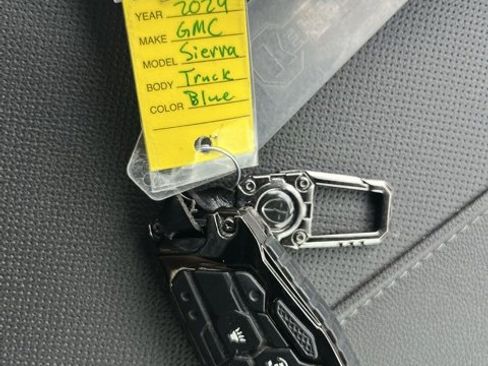 YEAR 2024
MAKE GMC
MODEL Sierra
BODY Truck
COLOR Blue